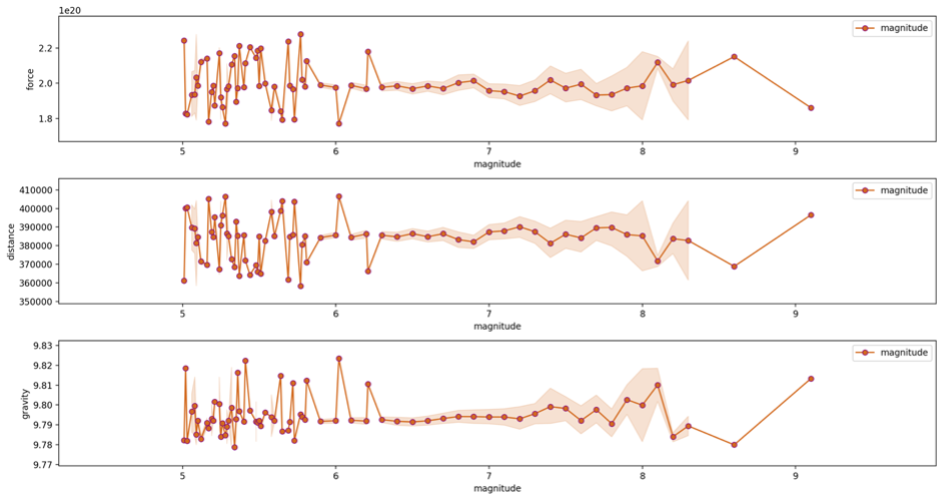 1e20
magnitude
2.2
2.0
1.8
force
5 6 7 8 9
magnitude
magnitude
410000
400000
390000
380000
370000
360000
350000
distance
5 6 7 8 9
magnitude
magnitude
9.83
9.82
9.81
9.80
9.79
9.78
9.77
gravity
5 6 7 8 9
magnitude